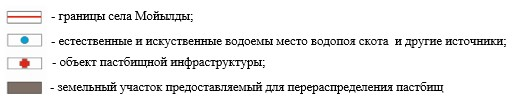 - границы села Мойылды;
- естественные и искуственные водоемы место водопоя скота и другие источники;
- объект пастбищной инфраструктуры;
- земельный участок предоставляемый для перераспределения пастбищ